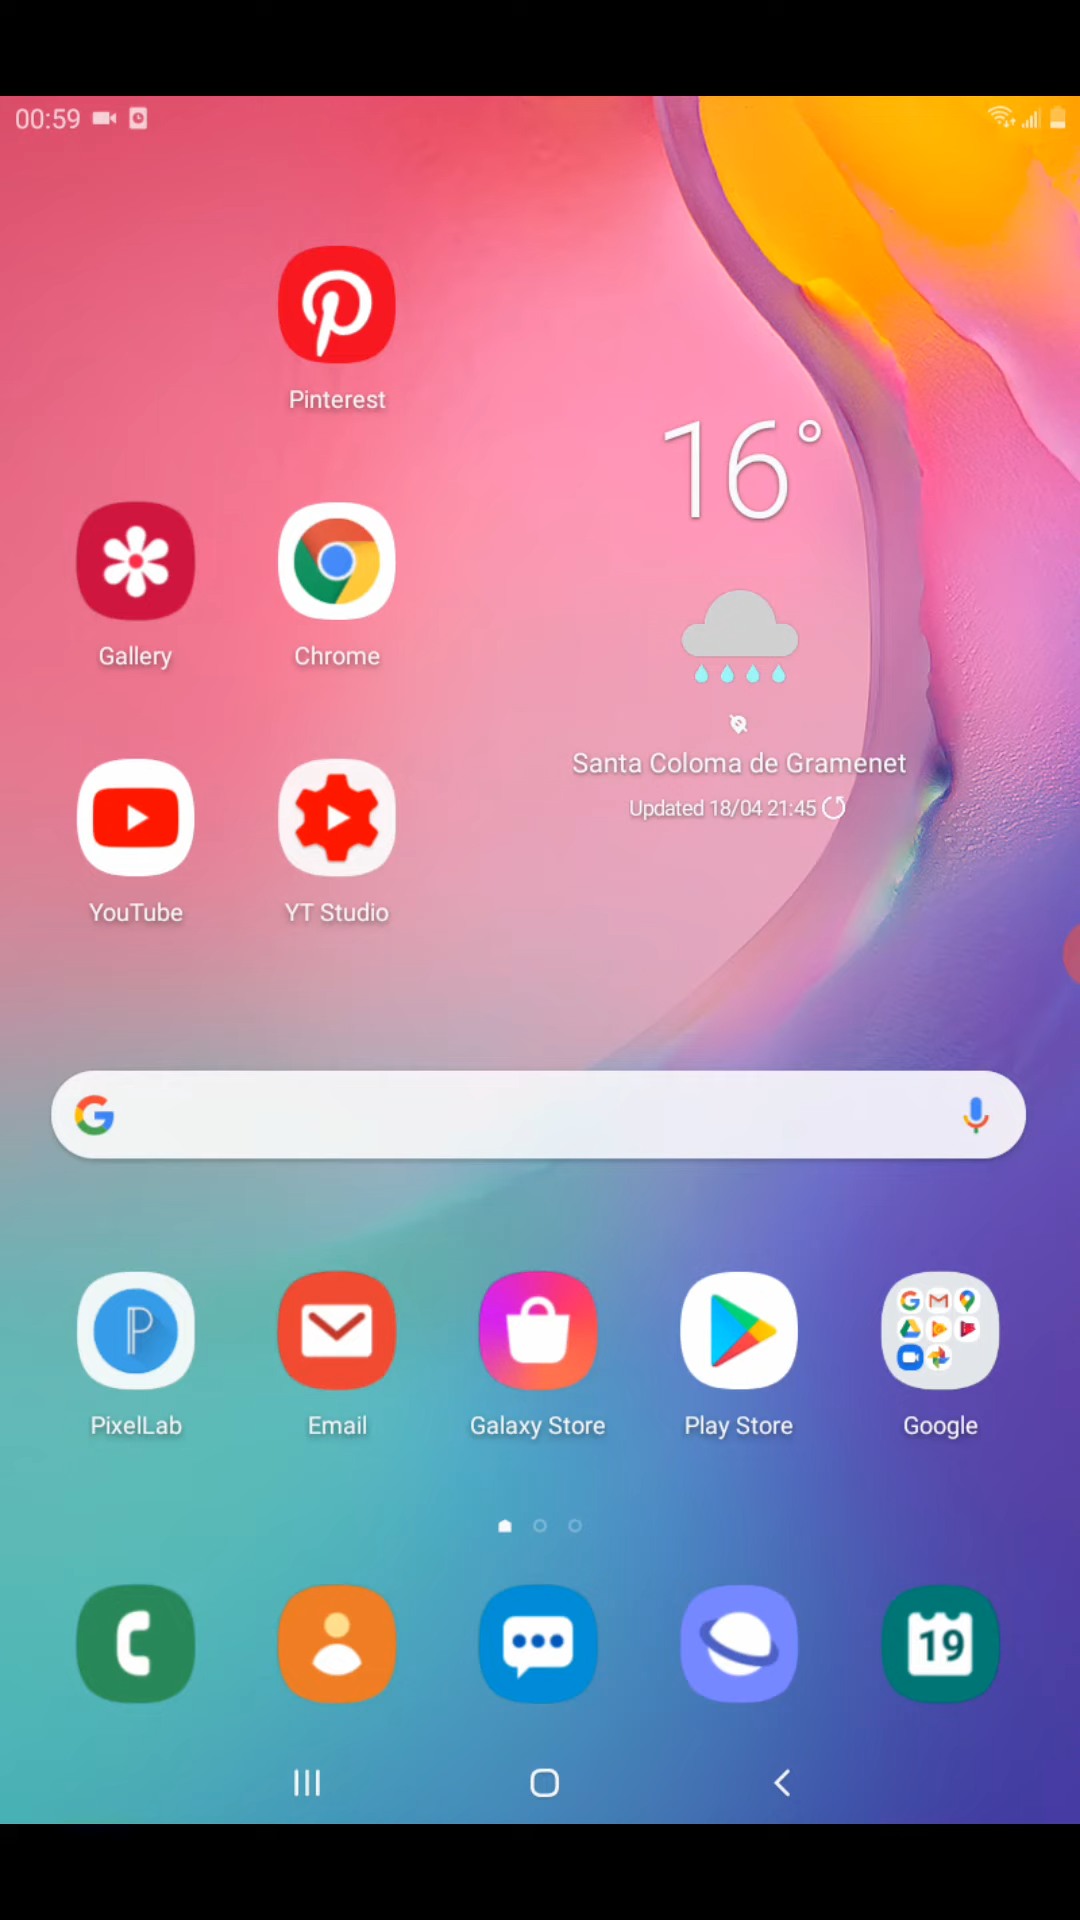 00:59
Pinterest
16°
Gallery
Chrome
Santa Coloma de Gramenet
Updated 18/04 21:45
YouTube
YT Studio
PixelLab
Email
Galaxy Store
Play Store
Google
19